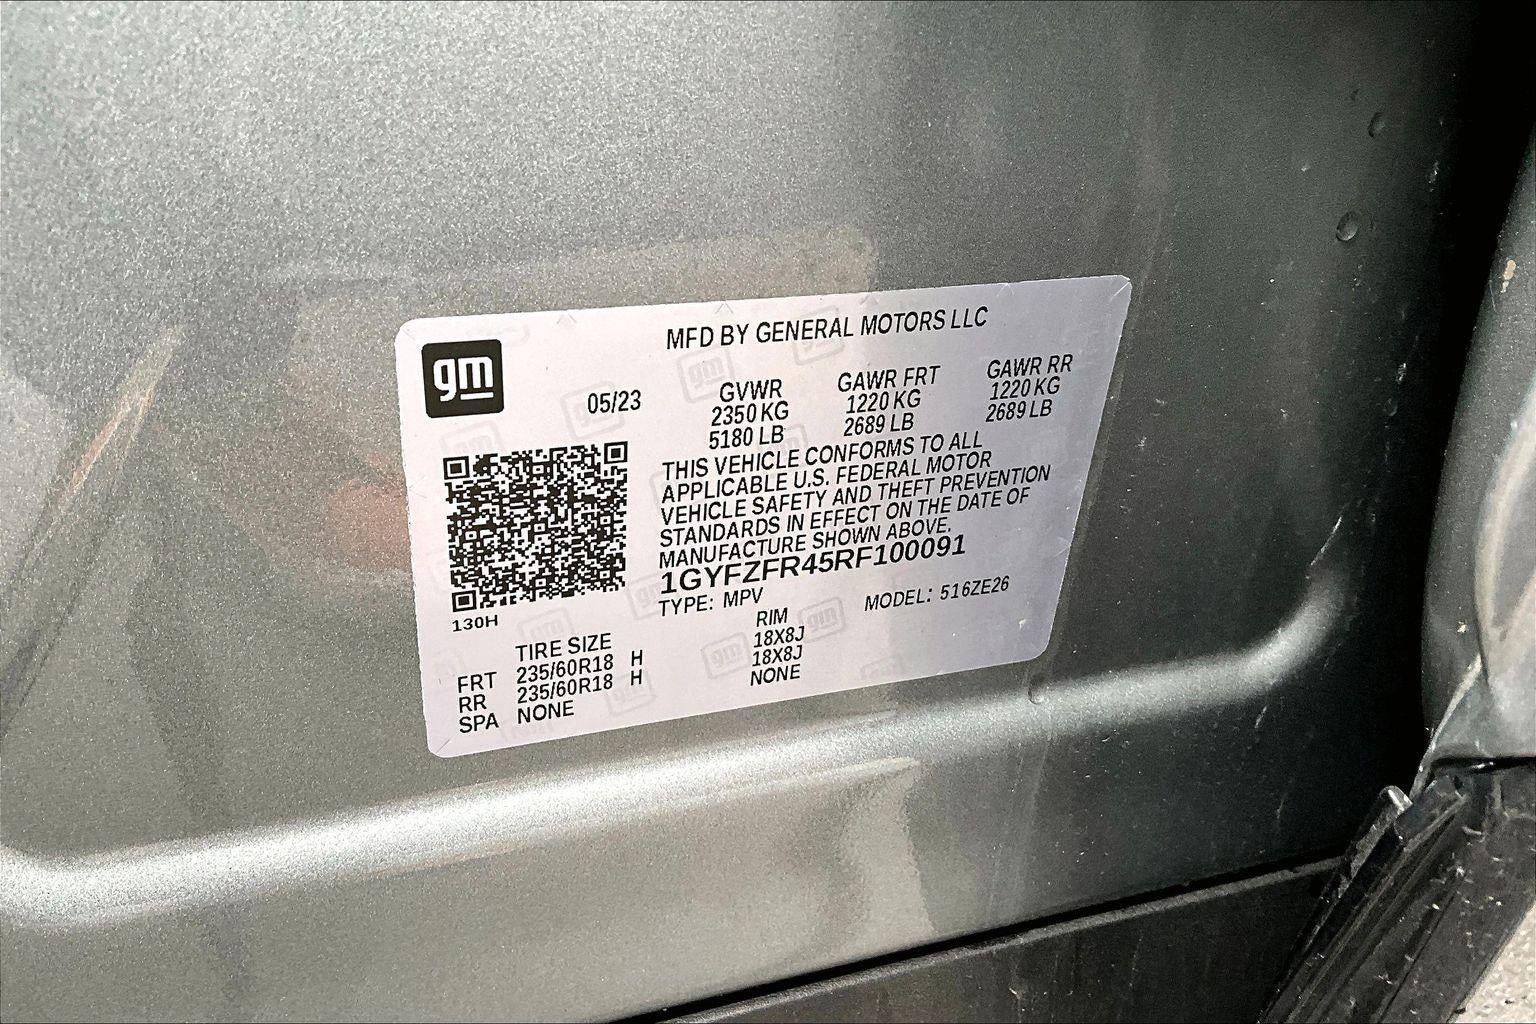 gm
MFD BY GENERAL MOTORS LLC
05/23
GVWR GAWR FRT GAWR RR
2350 KG 1220 KG 1220 KG
5180 LB 2689 LB 2689 LB
THIS VEHICLE CONFORMS TO ALL
APPLICABLE U.S. FEDERAL MOTOR
VEHICLE SAFETY AND THEFT PREVENTION
STANDARDS IN EFFECT ON THE DATE OF
MANUFACTURE SHOWN ABOVE.
1GYFZFR45RF100091
TYPE: MPV MODEL: 516ZE26
130H
TIRE SIZE RIM
FRT 235/60R18 H 18X8J
RR 235/60R18 H 18X8J
SPA NONE NONE